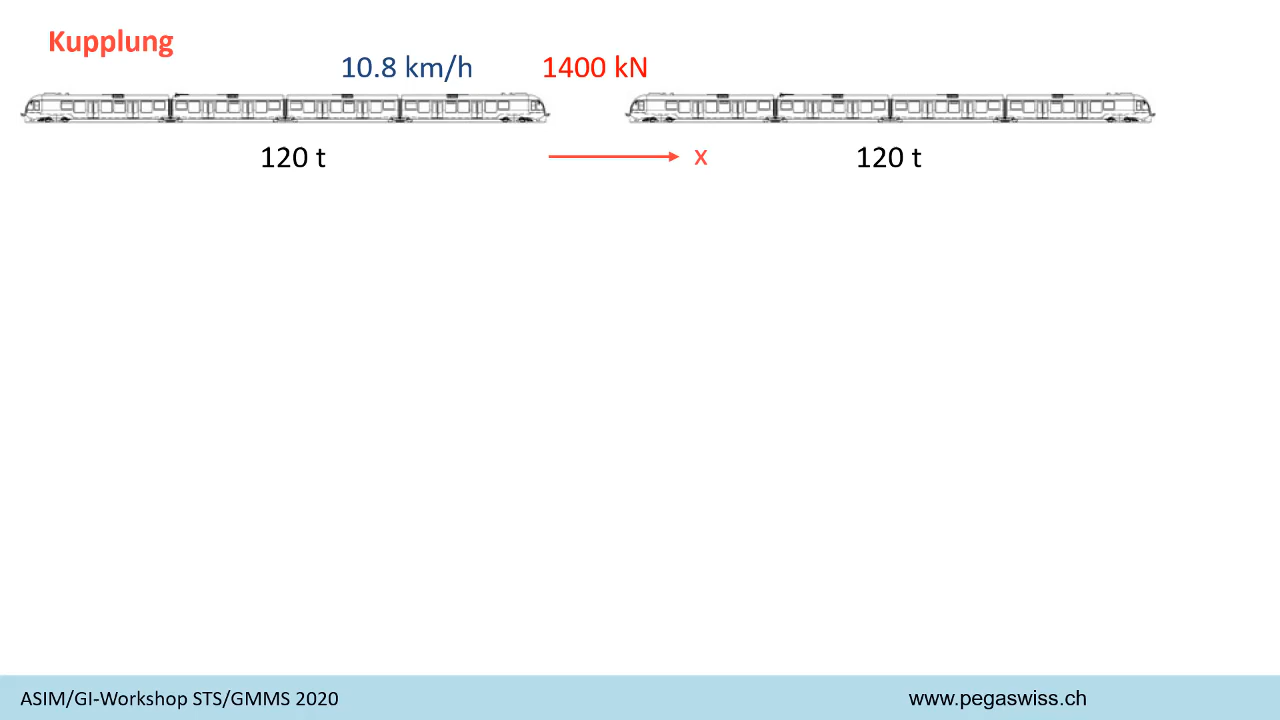 Kupplung
10.8 km/h 1400 kN
120 t x 120 t
ASIM/GI-Workshop STS/GMMS 2020 www.pegaswiss.ch